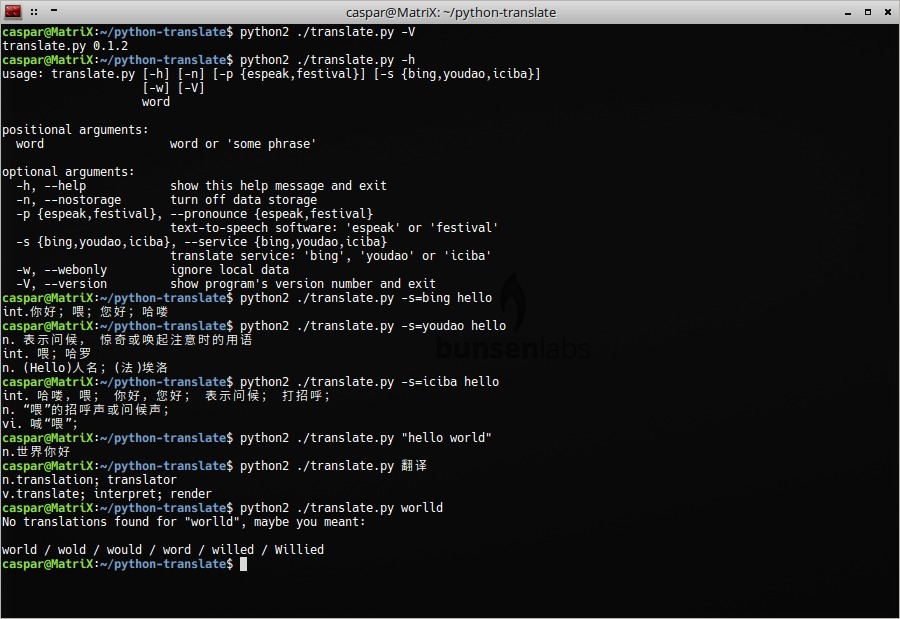 caspar@MatriX: ~/python-translate
caspar@MatriX:~/python-translate$ python2 ./translate.py -V
translate.py 0.1.2
caspar@MatriX:~/python-translate$ python2 ./translate.py -h
usage: translate.py [-h] [-n] [-p {espeak,festival}] [-s {bing,youdao,iciba}]
                    [-w] [-V]
                    word

positional arguments:
  word                  word or 'some phrase'

optional arguments:
  -h, --help            show this help message and exit
  -n, --nostorage       turn off data storage
  -p {espeak,festival}, --pronounce {espeak,festival}
                        text-to-speech software: 'espeak' or 'festival'
  -s {bing,youdao,iciba}, --service {bing,youdao,iciba}
                        translate service: 'bing', 'youdao' or 'iciba'
  -w, --webonly         ignore local data
  -V, --version         show program's version number and exit
caspar@MatriX:~/python-translate$ python2 ./translate.py -s=bing hello
int.你好；喂；您好；哈喽
caspar@MatriX:~/python-translate$ python2 ./translate.py -s=youdao hello
n. 表示问候， 惊奇或唤起注意时的用语
int. 喂；哈罗
n. (Hello)人名；(法)埃洛
caspar@MatriX:~/python-translate$ python2 ./translate.py -s=iciba hello
int. 哈喽，喂； 你好，您好； 表示问候； 打招呼；
n. “喂”的招呼声或问候声；
vi. 喊“喂”；
caspar@MatriX:~/python-translate$ python2 ./translate.py "hello world"
n.世界你好
caspar@MatriX:~/python-translate$ python2 ./translate.py 翻译
n.translation; translator
v.translate; interpret; render
caspar@MatriX:~/python-translate$ python2 ./translate.py worlld
No translations found for "worlld", maybe you meant:

world / wold / would / word / willed / Willied
caspar@MatriX:~/python-translate$
bunsenlabs